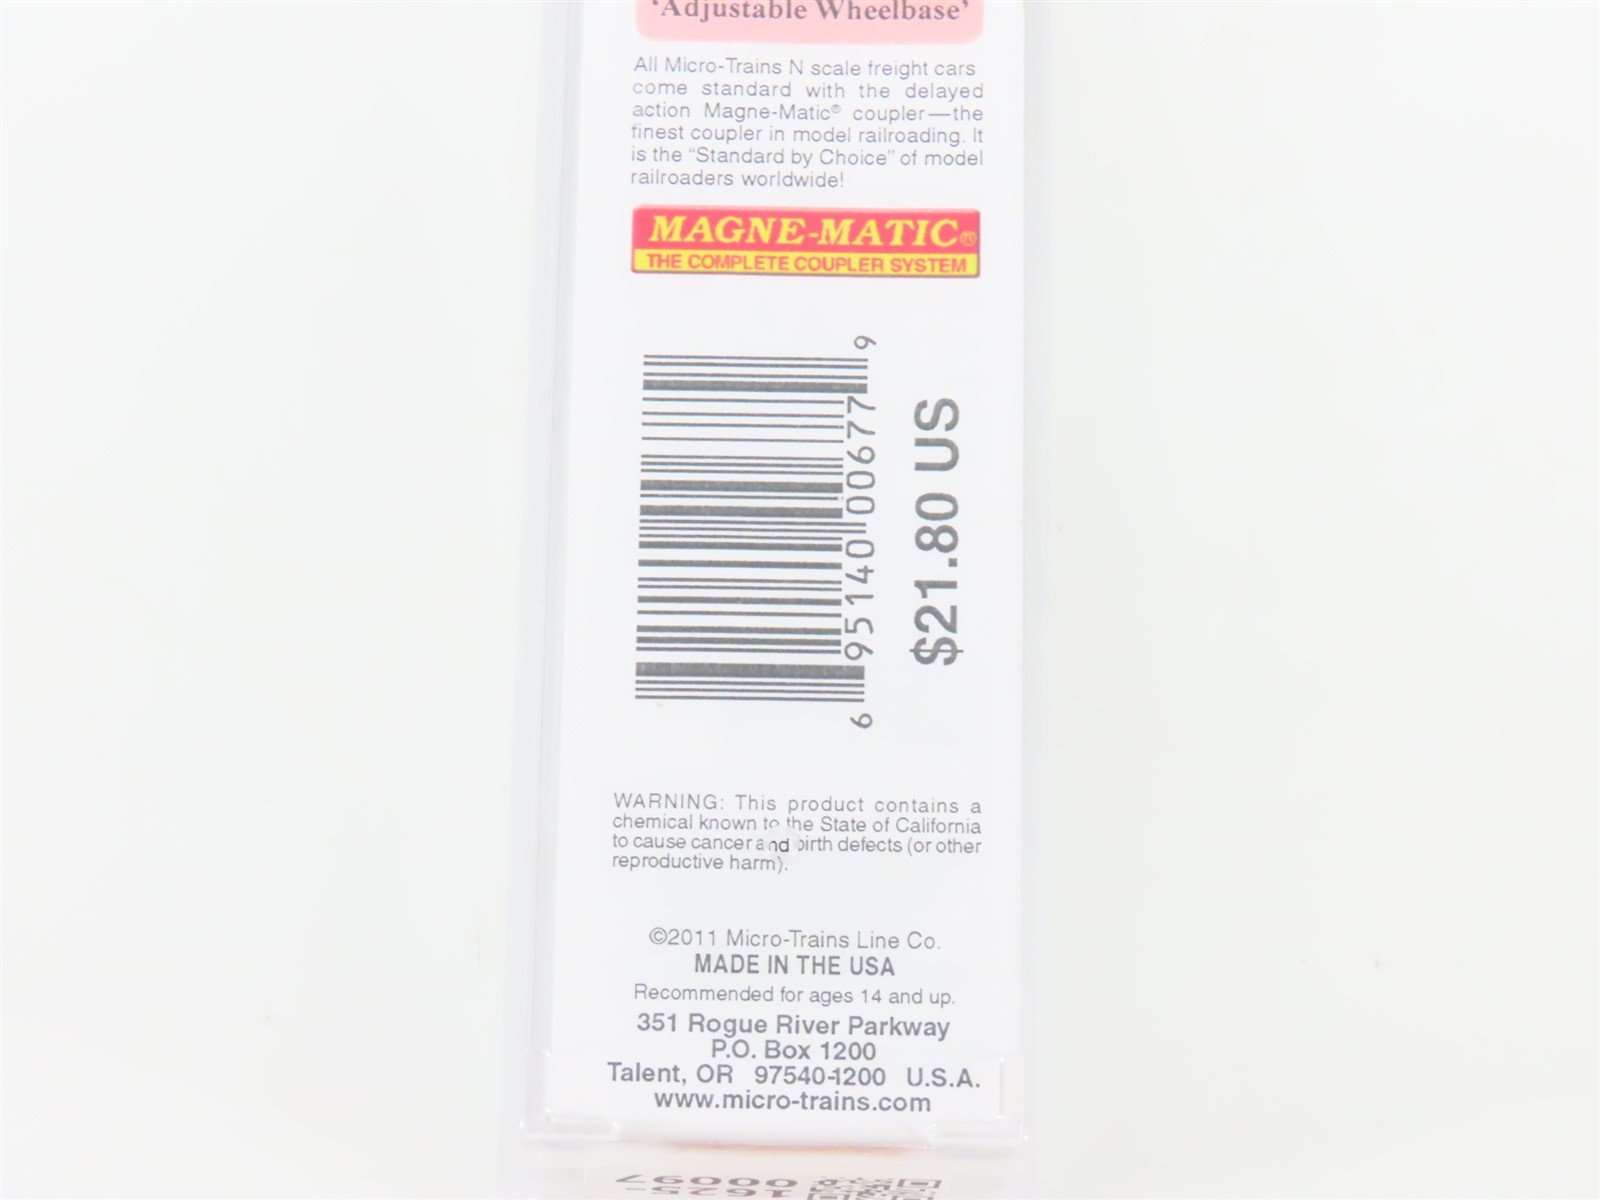 'Adjustable Wheelbase'
All Micro-Trains N scale freight cars
come standard with the delayed
action Magne-Matic® coupler—the
finest coupler in model railroading. It
is the "Standard by Choice" of model
railroaders worldwide!
MAGNE-MATIC®
THE COMPLETE COUPLER SYSTEM
6 95140 00677 9
$21.80 US
WARNING: This product contains a
chemical known to the State of California
to cause cancer and birth defects (or other
reproductive harm).
©2011 Micro-Trains Line Co.
MADE IN THE USA
Recommended for ages 14 and up.
351 Rogue River Parkway
P.O. Box 1200
Talent, OR 97540-1200 U.S.A.
www.micro-trains.com